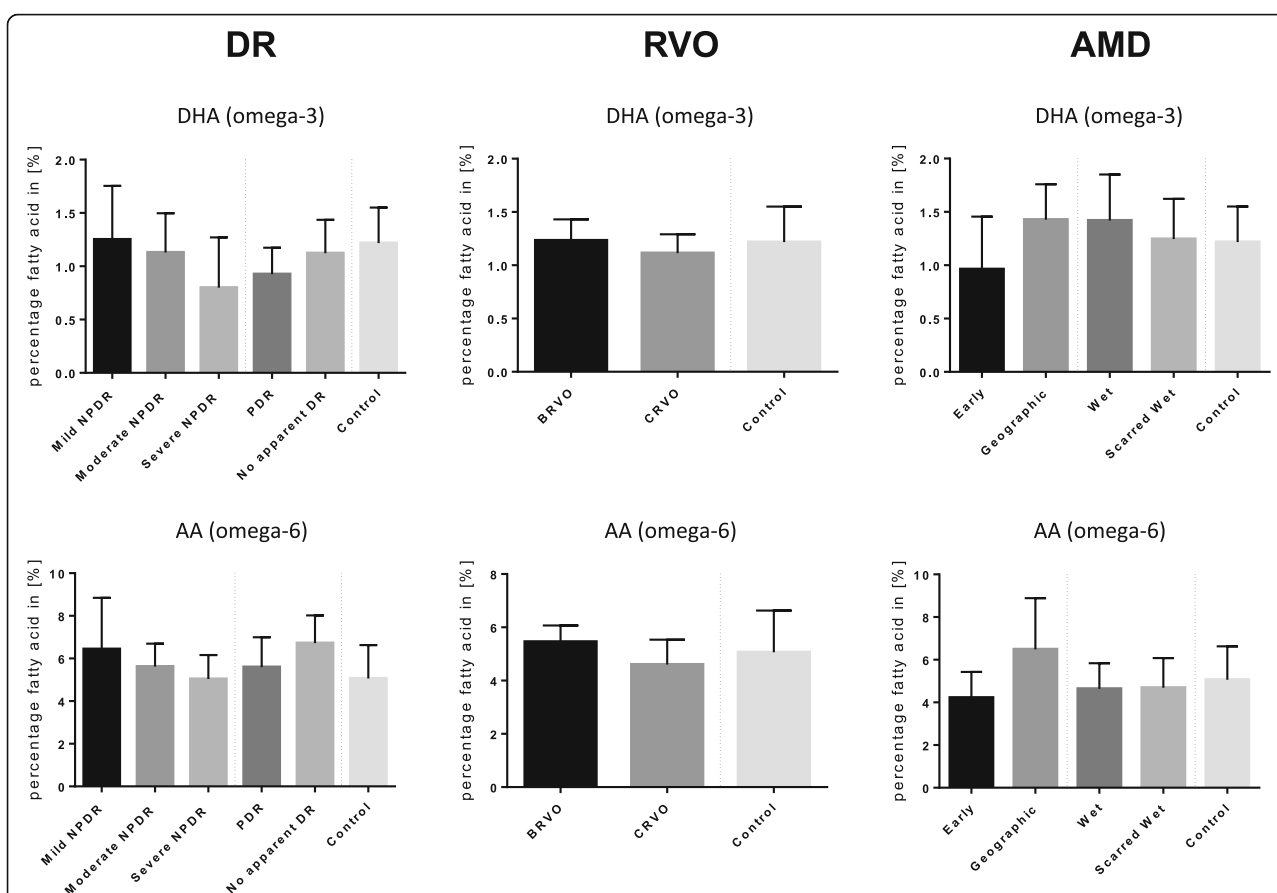 DR
RVO
AMD
DHA (omega-3)
percentage fatty acid in [%]
2.0
1.5
1.0
0.5
0.0
Mild NPDR
Moderate NPDR
Severe NPDR
PDR
No apparent DR
Control
DHA (omega-3)
percentage fatty acid in [%]
2.0
1.5
1.0
0.5
0.0
BRVO
CRVO
Control
DHA (omega-3)
percentage fatty acid in [%]
2.0
1.5
1.0
0.5
0.0
Early
Geographic
Wet
Scarred Wet
Control
AA (omega-6)
percentage fatty acid in [%]
10
8
6
4
2
0
Mild NPDR
Moderate NPDR
Severe NPDR
PDR
No apparent DR
Control
AA (omega-6)
percentage fatty acid in [%]
8
6
4
2
0
BRVO
CRVO
Control
AA (omega-6)
percentage fatty acid in [%]
10
8
6
4
2
0
Early
Geographic
Wet
Scarred Wet
Control